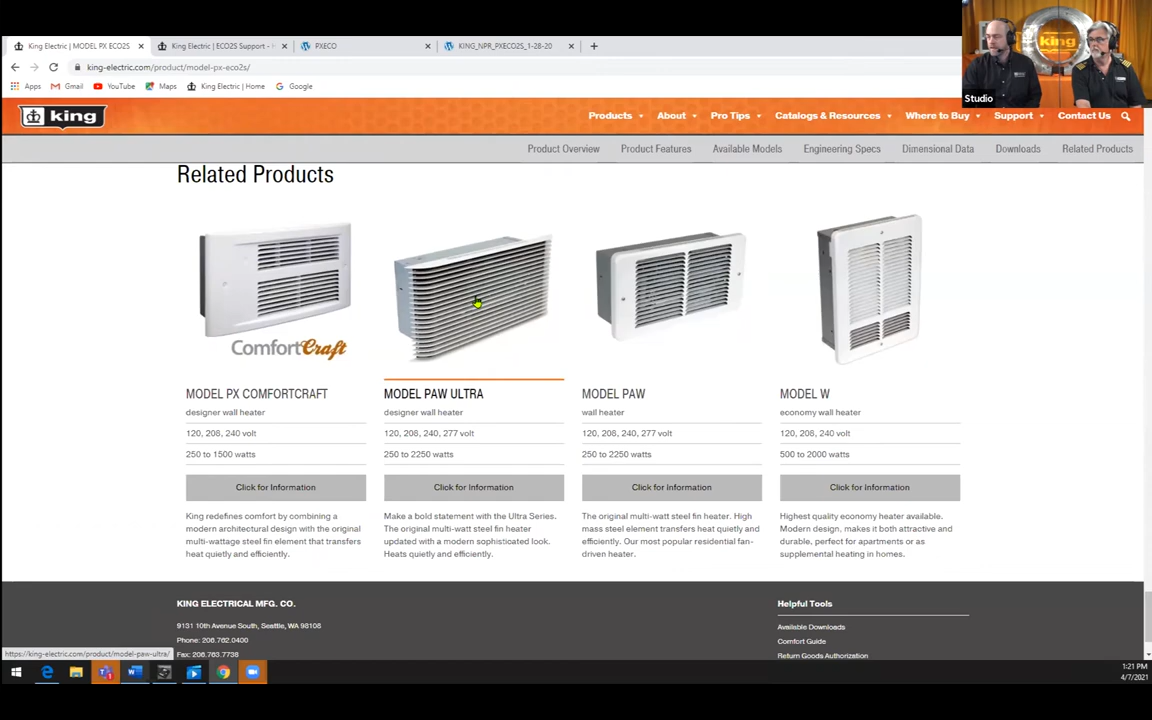 King Electric | MODEL PX ECO2S
King Electric | ECO2S Support - H
PXECO
KING_NPR_PXECO2S_1-28-20
king-electric.com/product/model-px-eco2s/
Apps
Gmail
YouTube
Maps
King Electric | Home
Google
king
Studio
king
Products
About
Pro Tips
Catalogs & Resources
Where to Buy
Support
Contact Us
Product Overview
Product Features
Available Models
Engineering Specs
Dimensional Data
Downloads
Related Products
Related Products
ComfortCraft
MODEL PX COMFORTCRAFT
designer wall heater
120, 208, 240 volt
250 to 1500 watts
Click for Information
King redefines comfort by combining a
modern architectural design with the original
multi-wattage steel fin element that transfers
heat quietly and efficiently.
MODEL PAW ULTRA
designer wall heater
120, 208, 240, 277 volt
250 to 2250 watts
Click for Information
Make a bold statement with the Ultra Series.
The original multi-watt steel fin heater
updated with a modern sophisticated look.
Heats quietly and efficiently.
MODEL PAW
wall heater
120, 208, 240, 277 volt
250 to 2250 watts
Click for Information
The original multi-watt steel fin heater. High
mass steel element transfers heat quietly and
efficiently. Our most popular residential fan-
driven heater.
MODEL W
economy wall heater
120, 208, 240 volt
500 to 2000 watts
Click for Information
Highest quality economy heater available.
Modern design, makes it both attractive and
durable, perfect for apartments or as
supplemental heating in homes.
KING ELECTRICAL MFG. CO.
9131 10th Avenue South, Seattle, WA 98108
Phone: 206.762.0400
Fax: 206.763.7738
Helpful Tools
Available Downloads
Comfort Guide
Return Goods Authorization
https://king-electric.com/product/model-paw-ultra/
1:21 PM
4/7/2021